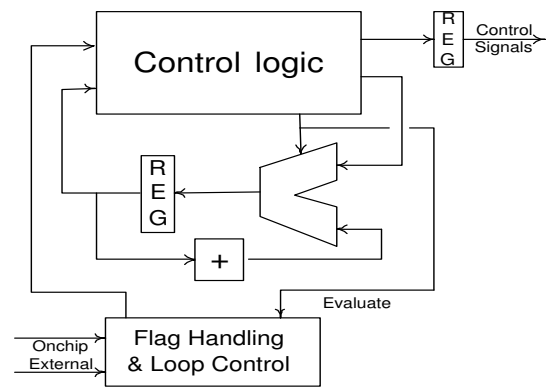 Control logic
R
E
G
Control
Signals
R
E
G
+
Evaluate
Onchip
External
Flag Handling
& Loop Control